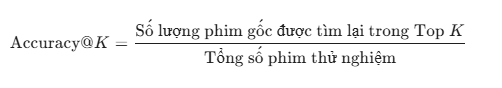 Accuracy@K = Số lượng phim gốc được tìm lại trong Top K
Tổng số phim thử nghiệm